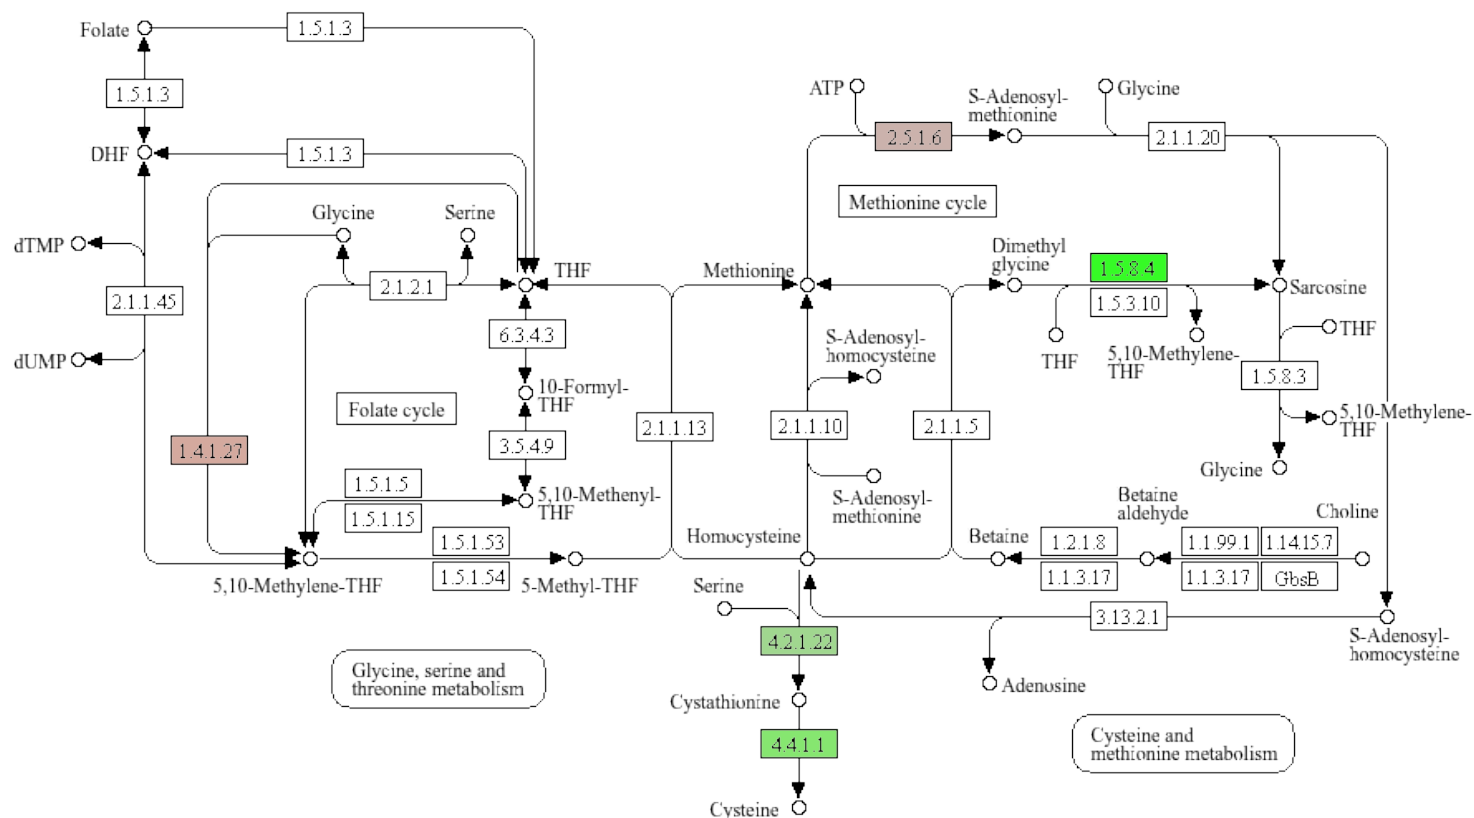 Folate
1.5.1.3
1.5.1.3
DHF
1.5.1.3
ATP
S-Adenosyl-
methionine
Glycine
2.5.1.6
2.1.1.20
Methionine cycle
Glycine
Serine
dTMP
2.1.1.45
dUMP
2.1.2.1
THF
6.3.4.3
10-Formyl-
THF
Folate cycle
3.5.4.9
1.4.1.27
1.5.1.5
1.5.1.15
5,10-Methenyl-
THF
1.5.1.53
1.5.1.54
5,10-Methylene-THF
5-Methyl-THF
Methionine
2.1.1.13
S-Adenosyl-
homocysteine
2.1.1.10
S-Adenosyl-
methionine
2.1.1.5
Homocysteine
Dimethyl
glycine
1.5.8.4
1.5.3.10
Sarcosine
THF
5,10-Methylene-
THF
THF
1.5.8.3
5,10-Methylene-
THF
Glycine
Betaine
1.2.1.8
1.1.3.17
Betaine
aldehyde
1.1.99.1
1.14.15.7
1.1.3.17
GbsB
Choline
Serine
4.2.1.22
3.13.2.1
S-Adenosyl-
homocysteine
Adenosine
Glycine, serine and
threonine metabolism
Cystathionine
4.4.1.1
Cysteine and
methionine metabolism
Cysteine